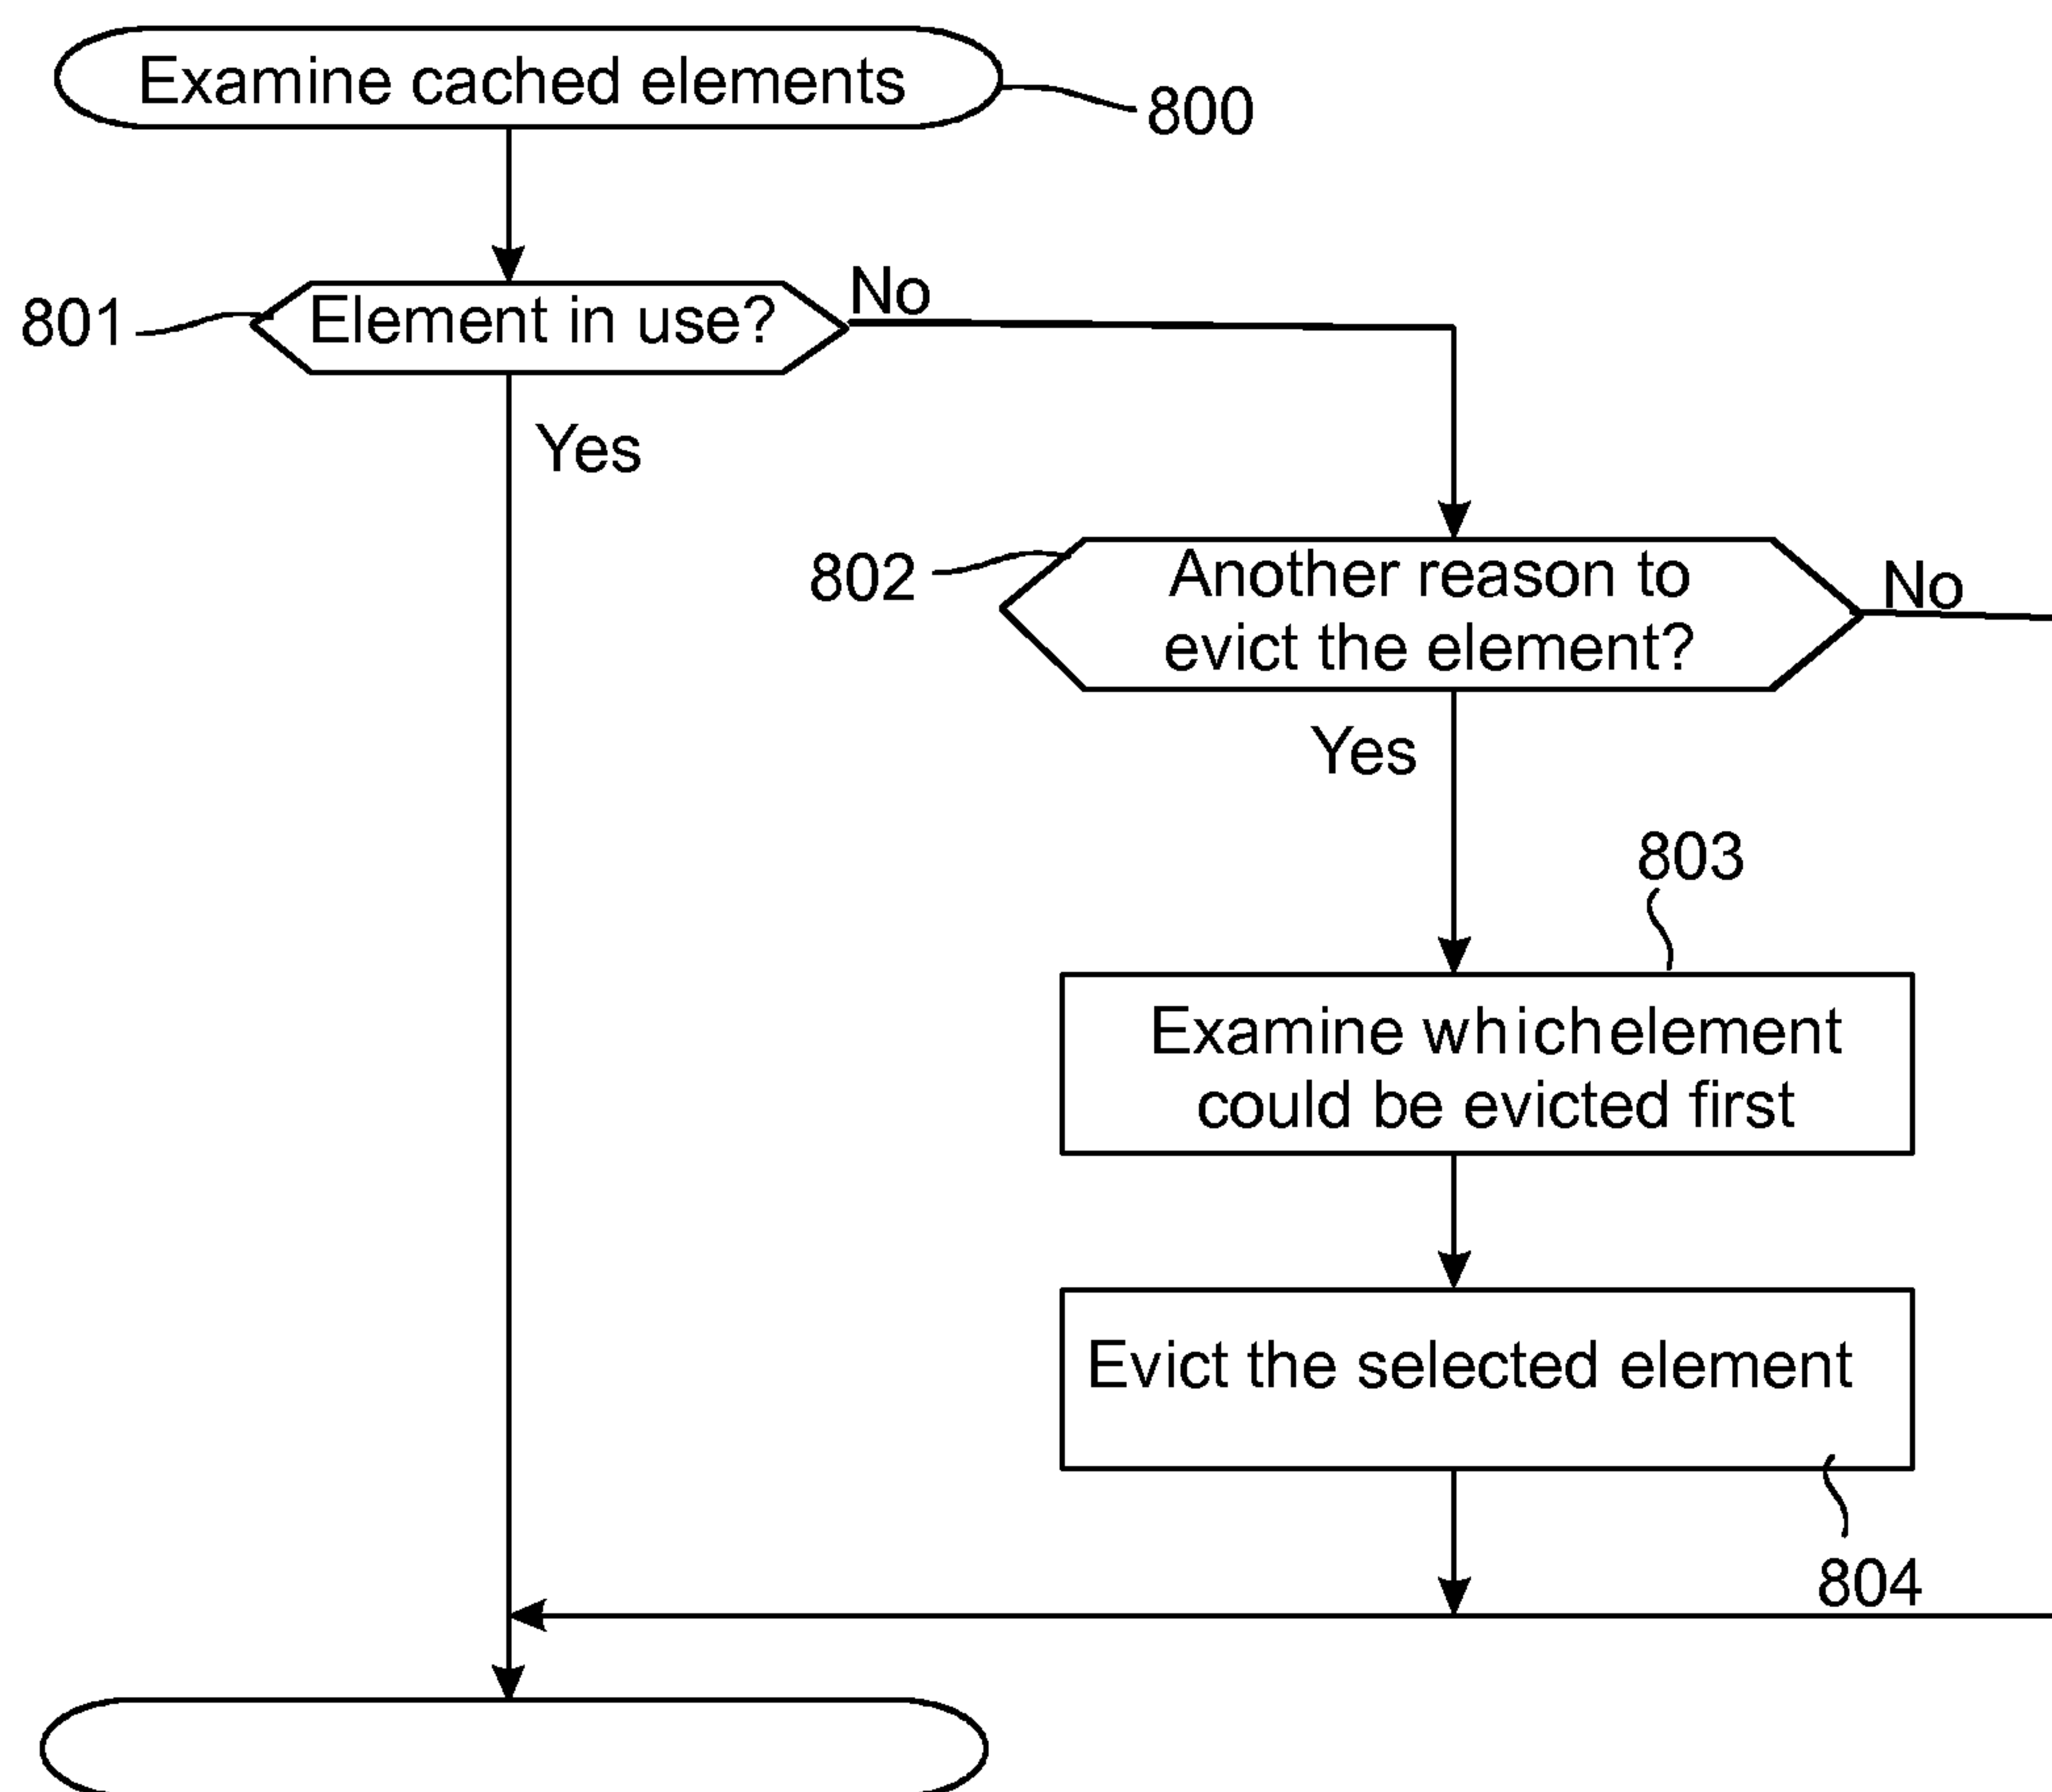 Examine cached elements
800
801
Element in use?
No
Yes
802
Another reason to
evict the element?
No
Yes
803
Examine whichelement
could be evicted first
Evict the selected element
804